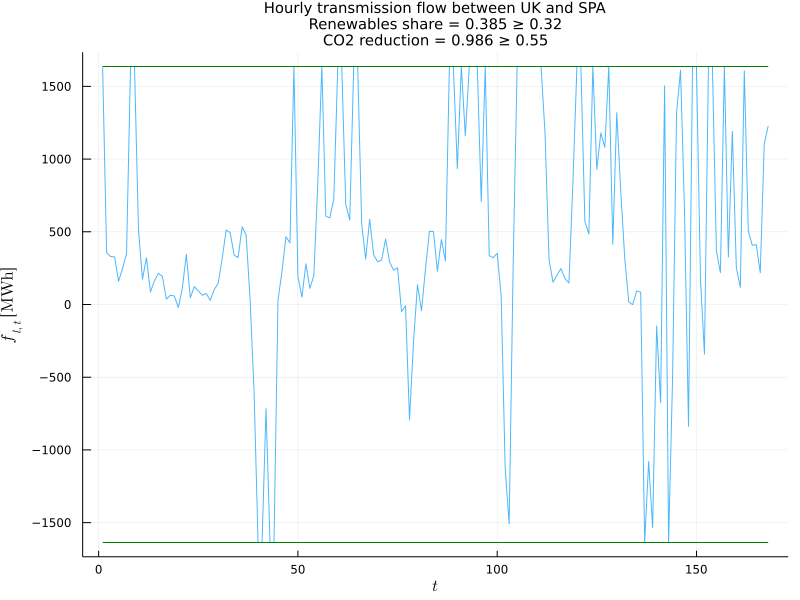 Hourly transmission flow between UK and SPA
Renewables share = 0.385 ≥ 0.32
CO2 reduction = 0.986 ≥ 0.55
1500
1000
500
0
−500
−1000
−1500
f l,t [MWh]
0
50
100
150
t